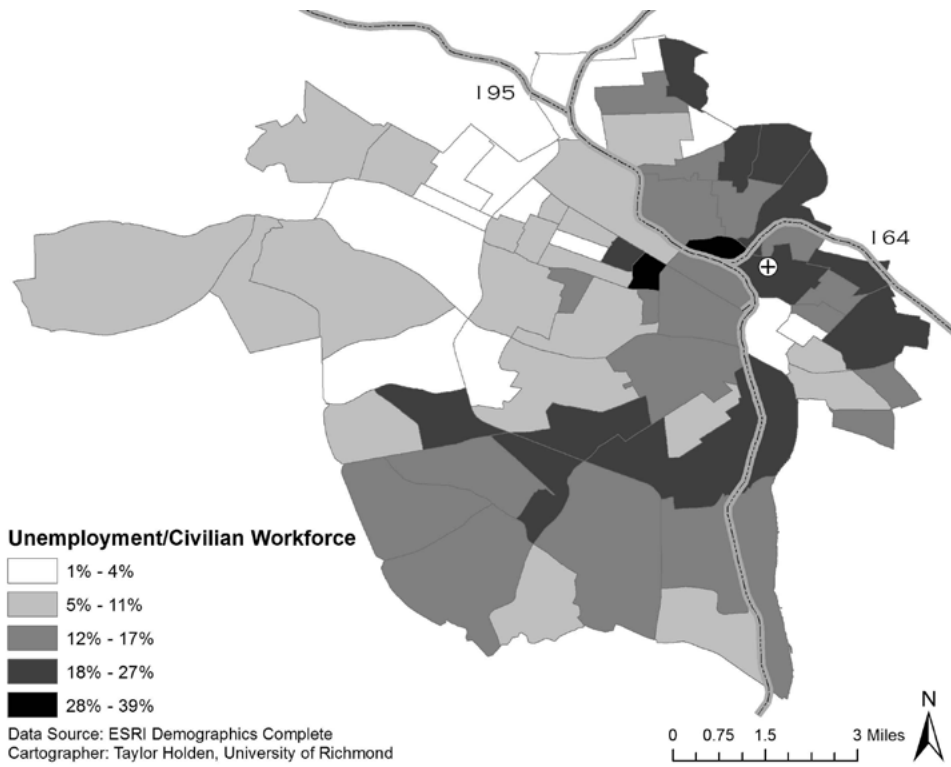 I 95
I 64
Unemployment/Civilian Workforce
1% - 4%
5% - 11%
12% - 17%
18% - 27%
28% - 39%
Data Source: ESRI Demographics Complete
Cartographer: Taylor Holden, University of Richmond
0 0.75 1.5 3 Miles
N